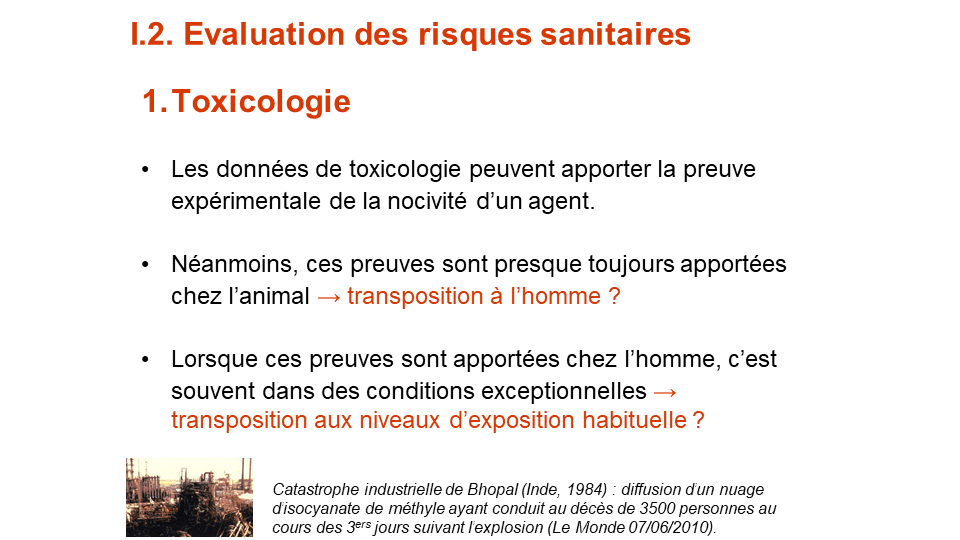 I.2. Evaluation des risques sanitaires
1. Toxicologie
• Les données de toxicologie peuvent apporter la preuve
expérimentale de la nocivité d’un agent.
• Néanmoins, ces preuves sont presque toujours apportées
chez l’animal → transposition à l’homme ?
• Lorsque ces preuves sont apportées chez l’homme, c’est
souvent dans des conditions exceptionnelles →
transposition aux niveaux d’exposition habituelle ?
Catastrophe industrielle de Bhopal (Inde, 1984) : diffusion d'un nuage
d'isocyanate de méthyle ayant conduit au décès de 3500 personnes au
cours des 3ers jours suivant l'explosion (Le Monde 07/06/2010).